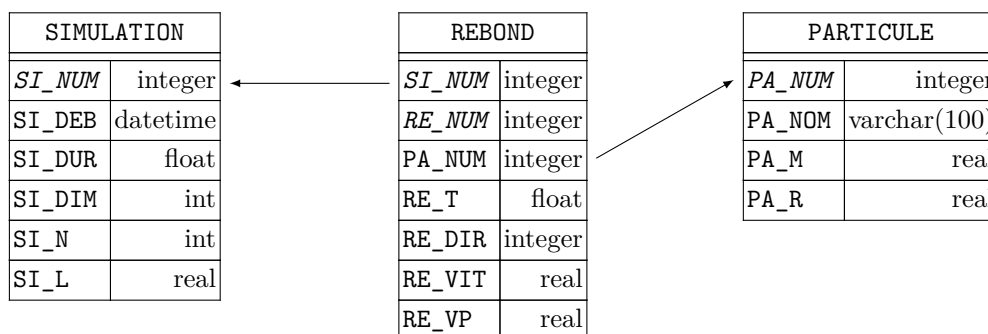 SIMULATION
SI_NUM integer
SI_DEB datetime
SI_DUR float
SI_DIM int
SI_N int
SI_L real
REBOND
SI_NUM integer
RE_NUM integer
PA_NUM integer
RE_T float
RE_DIR integer
RE_VIT real
RE_VP real
PARTICULE
PA_NUM integer
PA_NOM varchar(100)
PA_M real
PA_R real